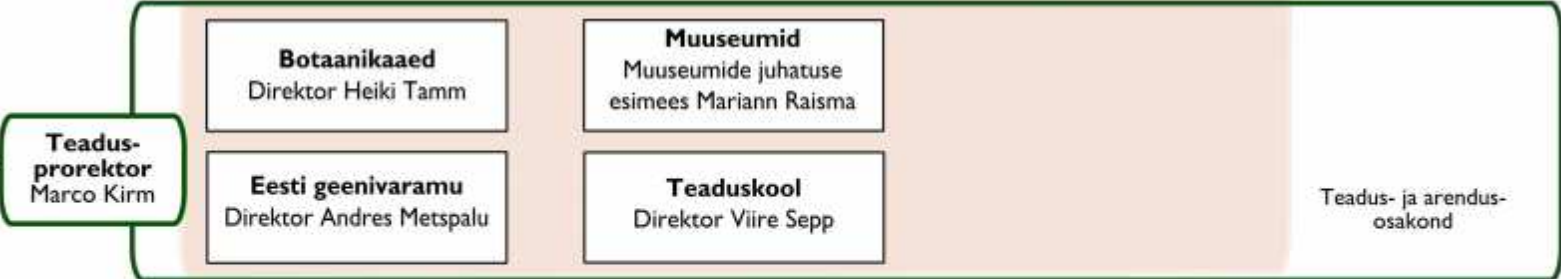 Teadus-
prorektor
Marco Kirm
Botaanikaaed
Direktor Heiki Tamm
Muuseumid
Muuseumide juhatuse
esimees Mariann Raisma
Eesti geenivaramu
Direktor Andres Metspalu
Teaduskool
Direktor Viire Sepp
Teadus- ja arendus-
osakond